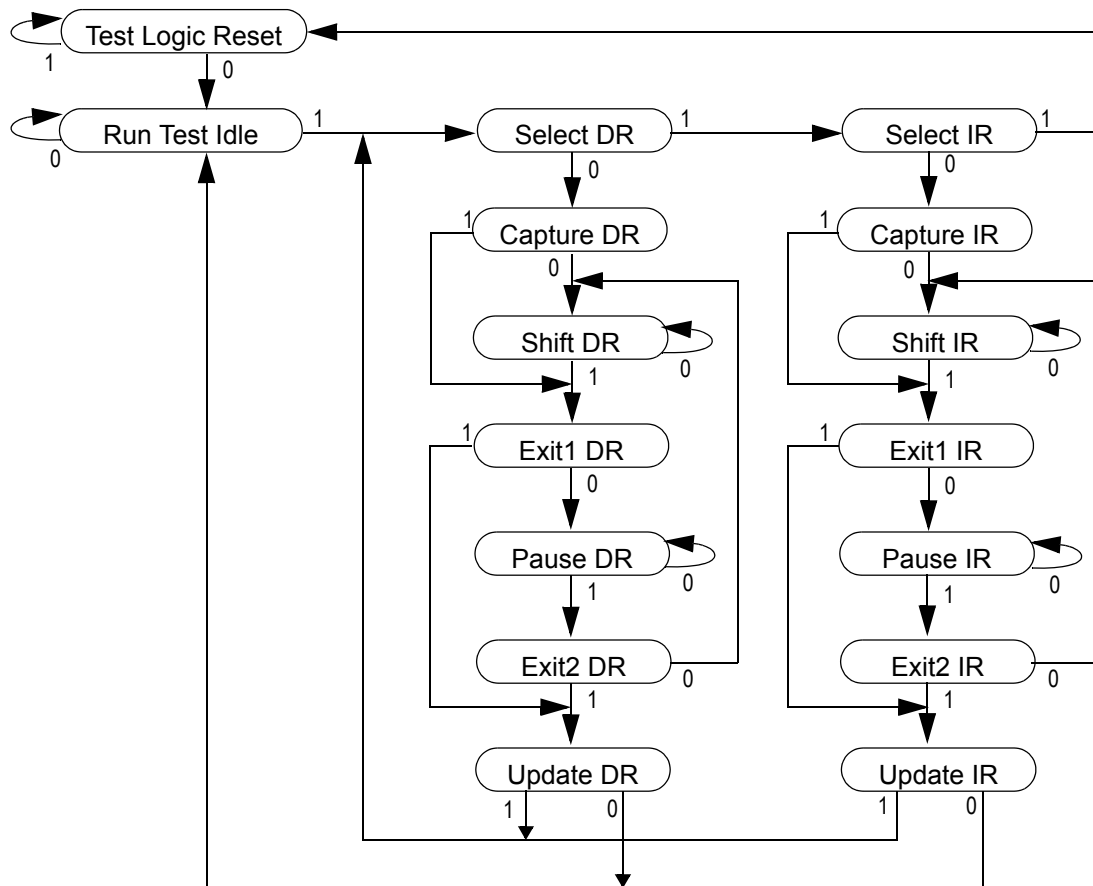 Test Logic Reset
1
0
Run Test Idle
0
1
Select DR
1
0
Select IR
1
0
Capture DR
1
0
Capture IR
1
0
Shift DR
0
1
Shift IR
0
1
Exit1 DR
1
0
Exit1 IR
1
0
Pause DR
0
1
Pause IR
0
1
Exit2 DR
0
1
Exit2 IR
0
1
Update DR
1
0
Update IR
1
0